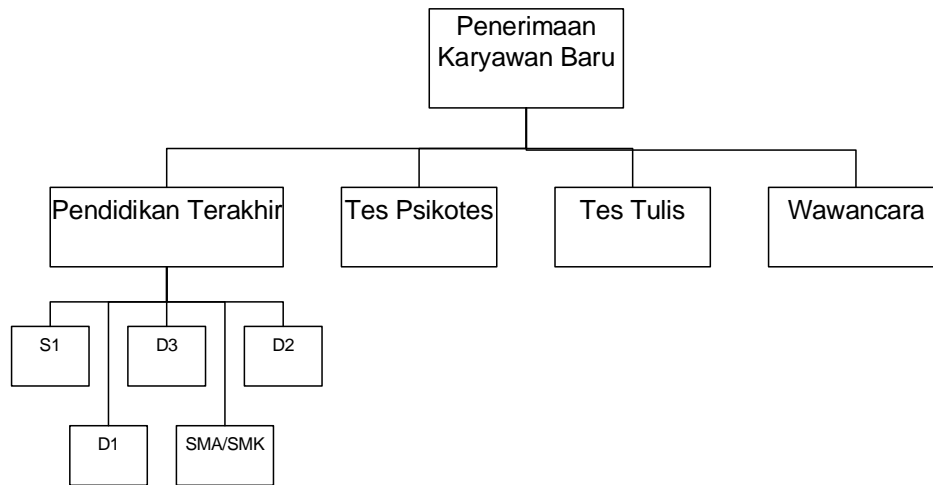 Penerimaan
Karyawan Baru
Pendidikan Terakhir
Tes Psikotes
Tes Tulis
Wawancara
S1
D3
D2
D1
SMA/SMK